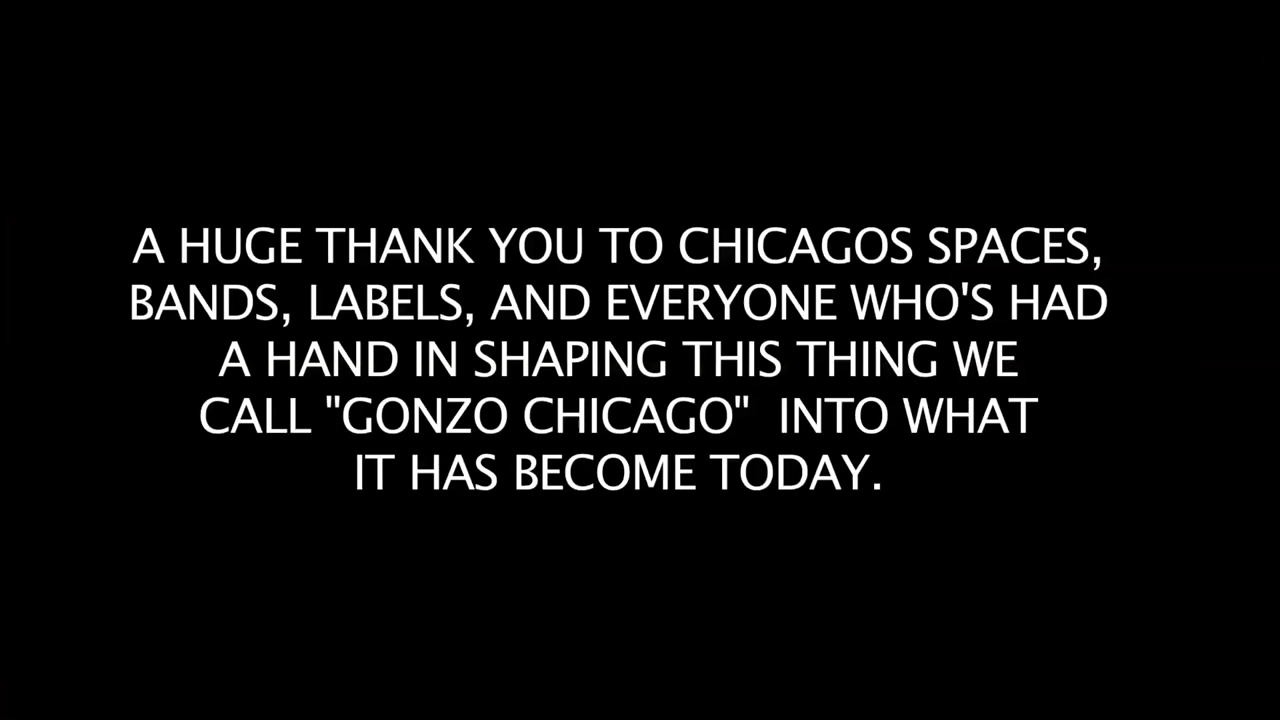 A HUGE THANK YOU TO CHICAGOS SPACES,
BANDS, LABELS, AND EVERYONE WHO'S HAD
A HAND IN SHAPING THIS THING WE
CALL "GONZO CHICAGO"  INTO WHAT
IT HAS BECOME TODAY.